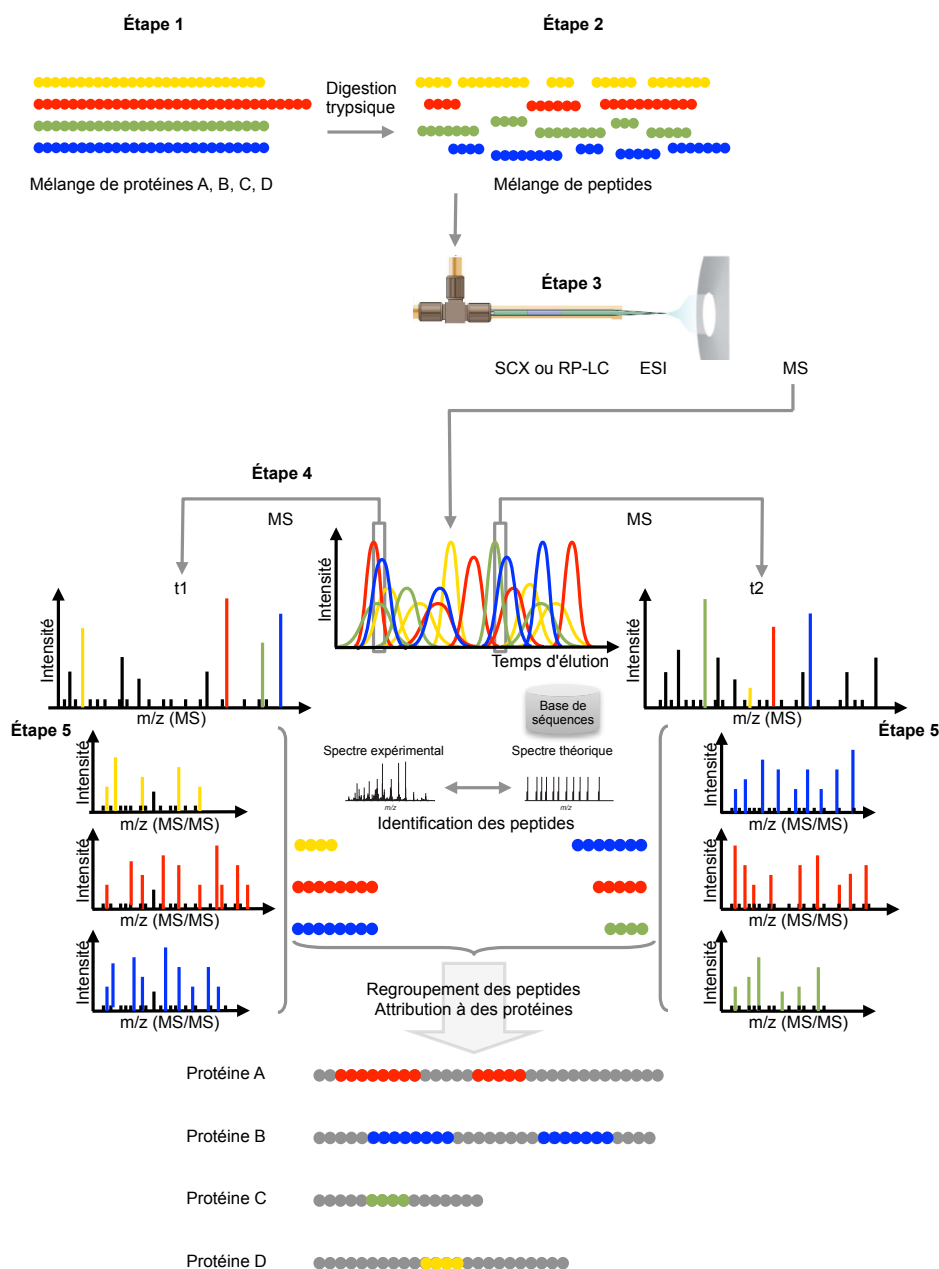 Étape 1
Étape 2
Digestion
trypsique
Mélange de protéines A, B, C, D
Mélange de peptides
Étape 3
SCX ou RP-LC
ESI
MS
Étape 4
MS
MS
t1
t2
Intensité
Intensité
Intensité
Temps d'élution
m/z (MS)
m/z (MS)
Base de
séquences
Étape 5
Étape 5
Spectre expérimental
Spectre théorique
m/z
m/z
Identification des peptides
Intensité
m/z (MS/MS)
Intensité
m/z (MS/MS)
Intensité
m/z (MS/MS)
Intensité
m/z (MS/MS)
Intensité
m/z (MS/MS)
Intensité
m/z (MS/MS)
Regroupement des peptides
Attribution à des protéines
Protéine A
Protéine B
Protéine C
Protéine D